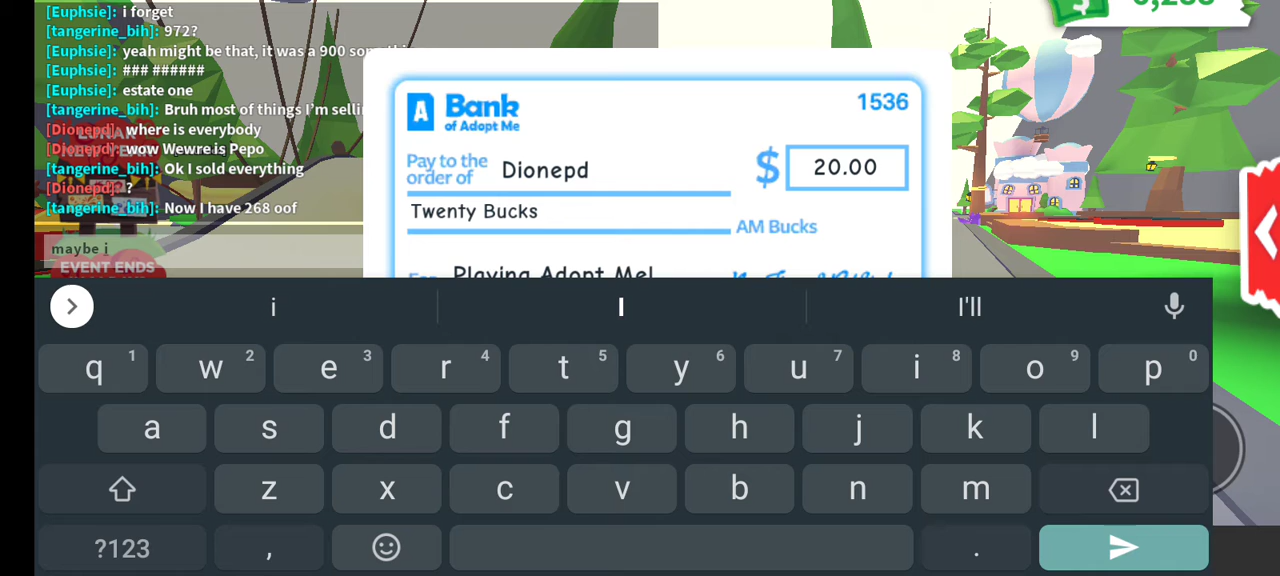 [Euphsie]: i forget
[tangerine_bih]: 972?
[Euphsie]: yeah might be that, it was a 900
[Euphsie]: ### ######
[Euphsie]: estate one
[tangerine_bih]: Bruh most of things I'm selli
[Dionepd]: where is everybody
[Dionepd]: wow Wewre is Pepo
[tangerine_bih]: Ok I sold everything
[Dionepd]: ?
[tangerine_bih]: Now I have 268 oof
maybe i
EVENT ENDS
A Bank
of Adopt Me
1536
Pay to the
order of
Dionepd
$ 20.00
Twenty Bucks
AM Bucks
Playing Adopt Me!
i
I
I'll
q 1 w 2 e 3 r 4 t 5 y 6 u 7 i 8 o 9 p 0
a s d f g h j k l
z x c v b n m
?123 , .